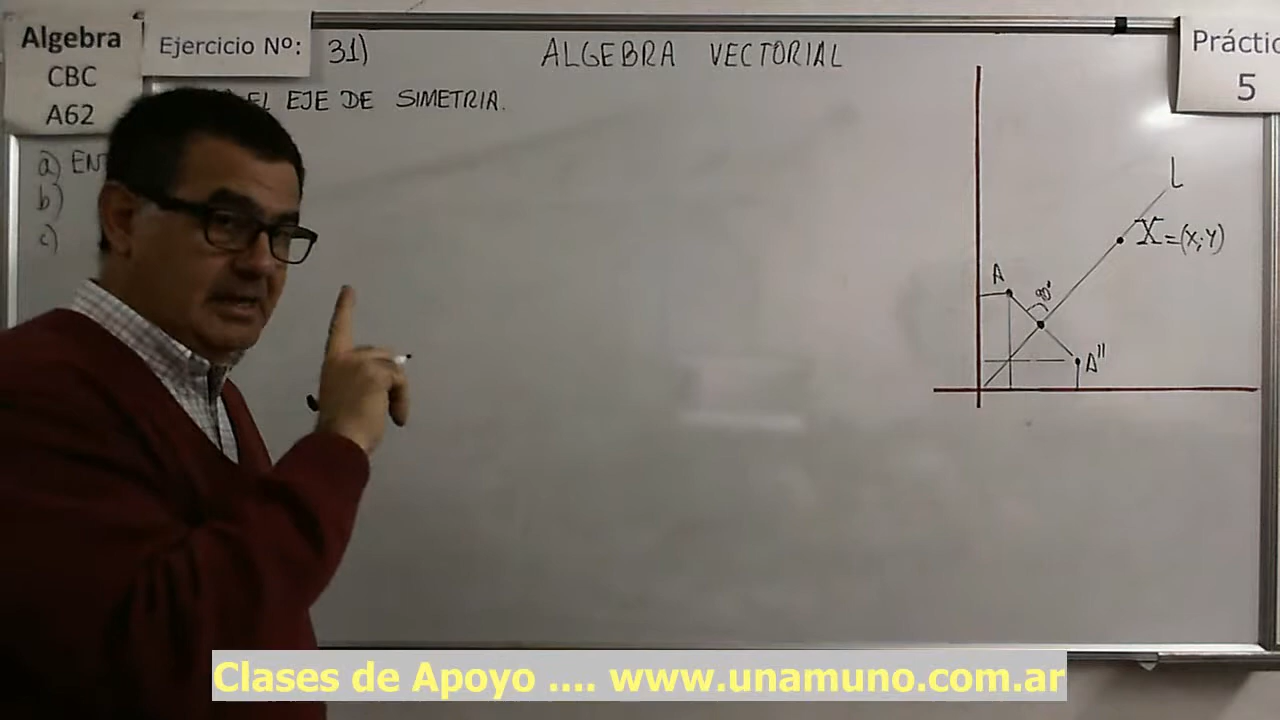 Algebra
CBC
A62
Ejercicio Nº: 31)
ALGEBRA VECTORIAL
Práctic
5
EL EJE DE SIMETRIA.
a) EN
b)
c)
L
X=(X;Y)
A
A''
Clases de Apoyo .... www.unamuno.com.ar